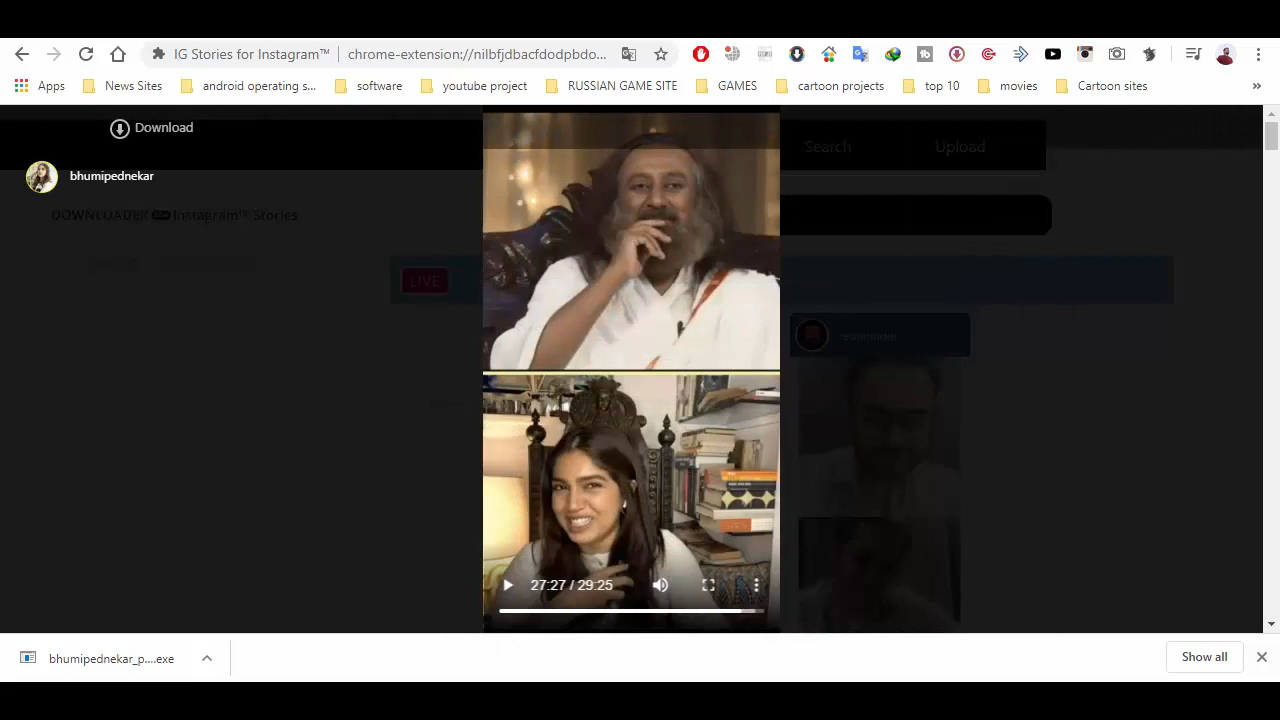 IG Stories for Instagram™ | chrome-extension://nilbfjdbacfdodpbdo...
Apps News Sites android operating s... software youtube project RUSSIAN GAME SITE GAMES cartoon projects top 10 movies Cartoon sites »
Download
Search Upload
bhumipednekar
DOWNLOADER Instagram™ Stories
LIVE
27:27 / 29:25
bhumipednekar_p....exe
Show all